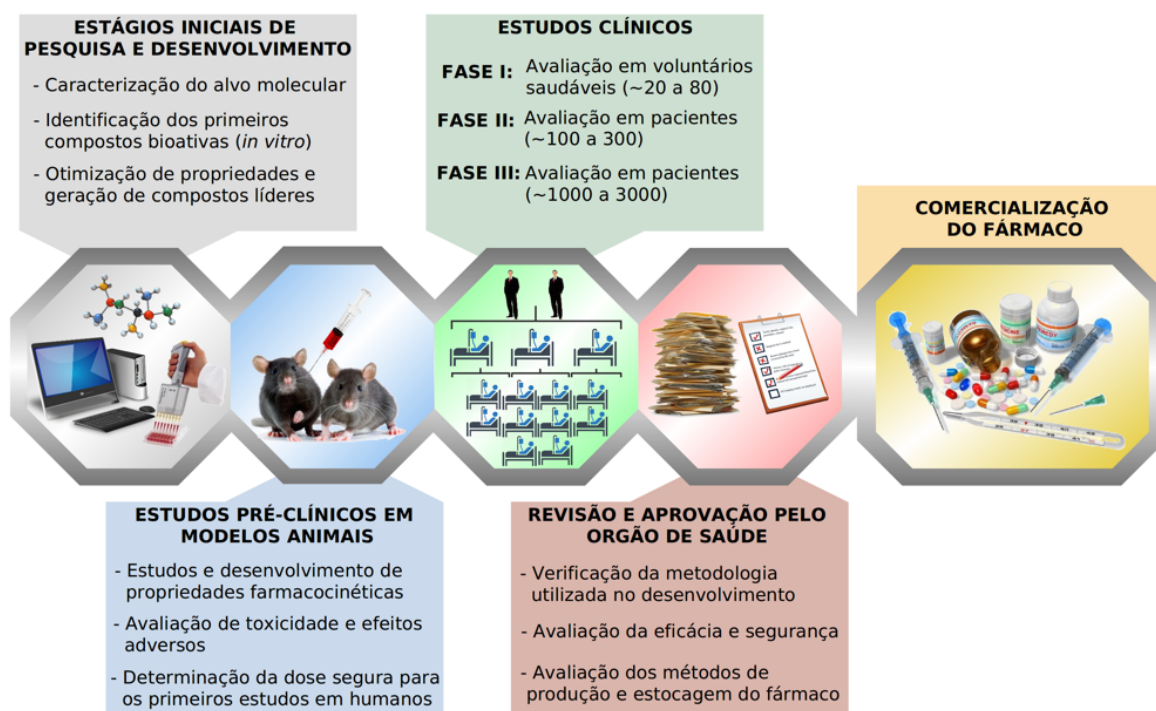 ESTÁGIOS INICIAIS DE
PESQUISA E DESENVOLVIMENTO
- Caracterização do alvo molecular
- Identificação dos primeiros
compostos bioativas (in vitro)
- Otimização de propriedades e
geração de compostos líderes
ESTUDOS CLÍNICOS
FASE I: Avaliação em voluntários
saudáveis (~20 a 80)
FASE II: Avaliação em pacientes
(~100 a 300)
FASE III: Avaliação em pacientes
(~1000 a 3000)
COMERCIALIZAÇÃO
DO FÁRMACO
ESTUDOS PRÉ-CLÍNICOS EM
MODELOS ANIMAIS
- Estudos e desenvolvimento de
propriedades farmacocinéticas
- Avaliação de toxicidade e efeitos
adversos
- Determinação da dose segura para
os primeiros estudos em humanos
REVISÃO E APROVAÇÃO PELO
ORGÃO DE SAÚDE
- Verificação da metodologia
utilizada no desenvolvimento
- Avaliação da eficácia e segurança
- Avaliação dos métodos de
produção e estocagem do fármaco